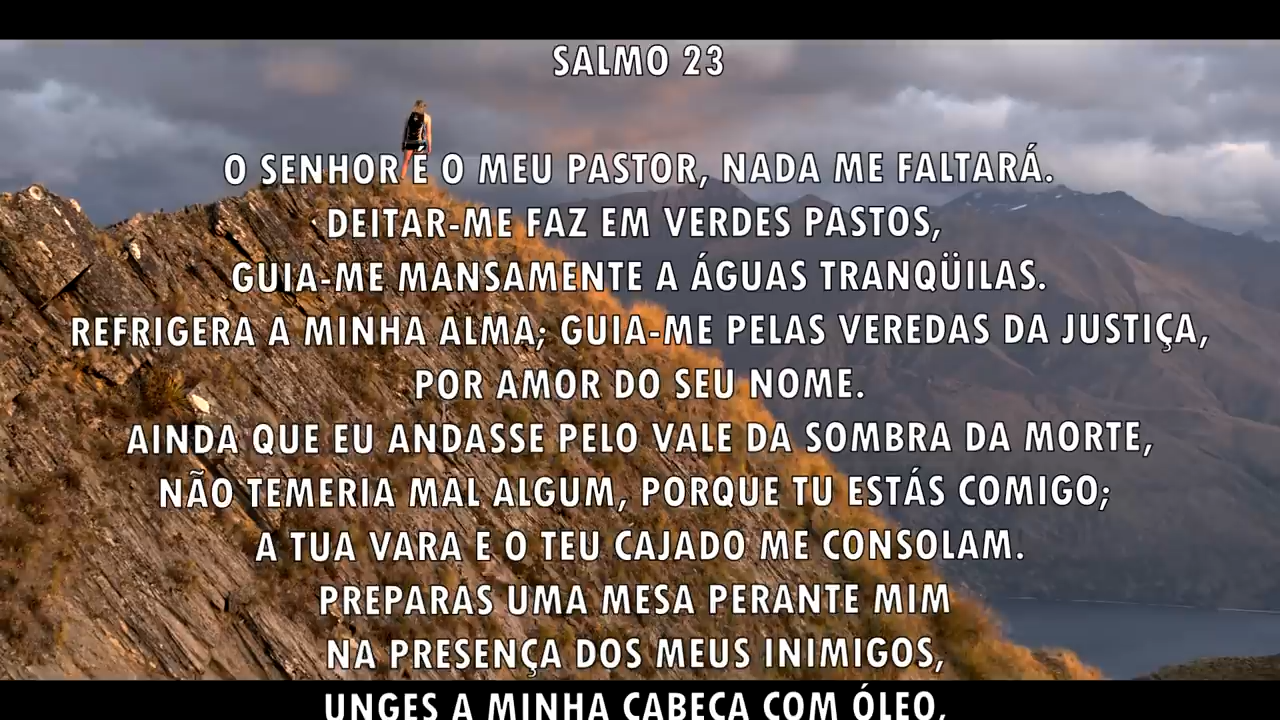 SALMO 23
O SENHOR É O MEU PASTOR, NADA ME FALTARÁ.
DEITAR-ME FAZ EM VERDES PASTOS,
GUIA-ME MANSAMENTE A ÁGUAS TRANQÜILAS.
REFRIGERA A MINHA ALMA; GUIA-ME PELAS VEREDAS DA JUSTIÇA,
POR AMOR DO SEU NOME.
AINDA QUE EU ANDASSE PELO VALE DA SOMBRA DA MORTE,
NÃO TEMERIA MAL ALGUM, PORQUE TU ESTÁS COMIGO;
A TUA VARA E O TEU CAJADO ME CONSOLAM.
PREPARAS UMA MESA PERANTE MIM
NA PRESENÇA DOS MEUS INIMIGOS,
UNGES A MINHA CABEÇA COM ÓLEO,